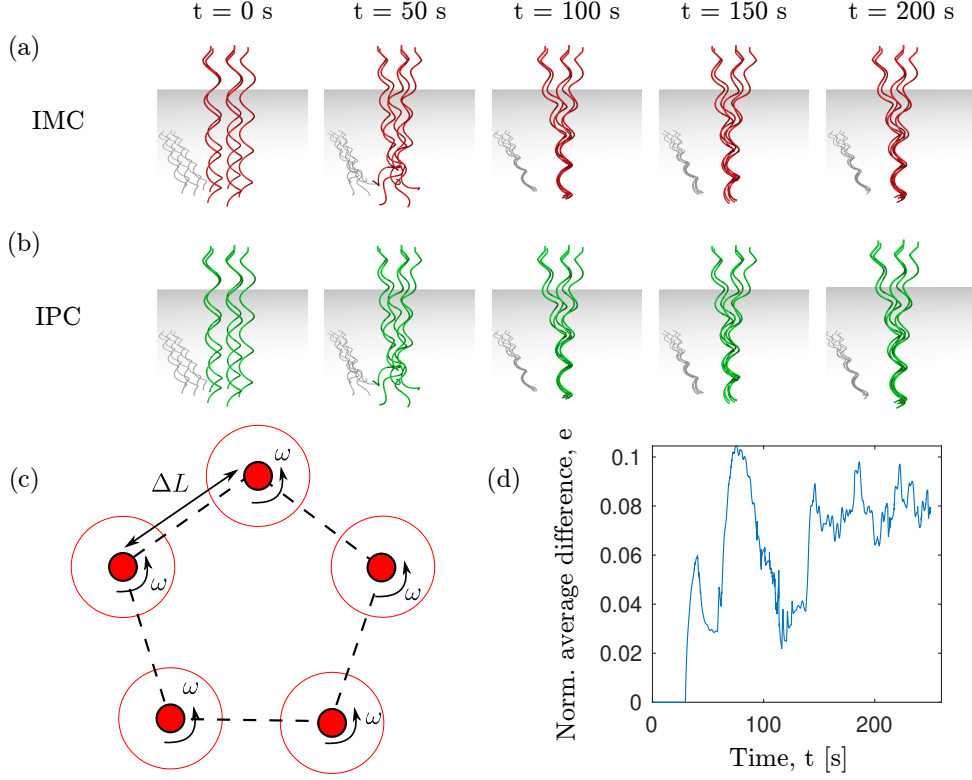 t = 0 s t = 50 s t = 100 s t = 150 s t = 200 s
(a)
IMC
(b)
IPC
(c)
ΔL
ω
ω
ω
ω
ω
(d)
Norm. average difference, e
0.1
0.08
0.06
0.04
0.02
0
0 100 200
Time, t [s]